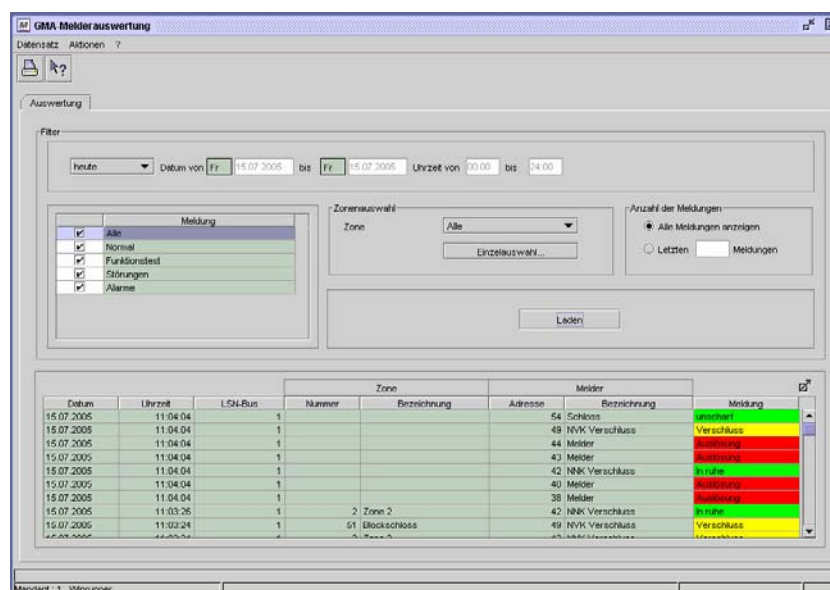 GMA-Melderauswertung
Datensatz Aktionen ?
Auswertung
Filter
heute Datum von Fr 15.07.2005 bis Fr 15.07.2005 Uhrzeit von 00:00 bis 24:00
Meldung
Alle
Normal
Funktionstest
Störungen
Alarme
Zonenauswahl
Zone Alle
Einzelauswahl...
Anzahl der Meldungen
Alle Meldungen anzeigen
Letzten Meldungen
Laden
Zone Melder
Datum Uhrzeit LSN-Bus Nummer Bezeichnung Adresse Bezeichnung Meldung
15.07.2005 11:04:04 1 54 Schloss unscharf
15.07.2005 11:04:04 1 49 NVK Verschluss Verschluss
15.07.2005 11:04:04 1 44 Melder Auslösung
15.07.2005 11:04:04 1 43 Melder Auslösung
15.07.2005 11:04:04 1 42 NNK Verschluss In ruhe
15.07.2005 11:04:04 1 40 Melder Auslösung
15.07.2005 11:04:04 1 38 Melder Auslösung
15.07.2005 11:03:26 1 2 Zone 2 42 NNK Verschluss In ruhe
15.07.2005 11:03:24 1 51 Blockschloss 49 NVK Verschluss Verschluss
Mandant : 1